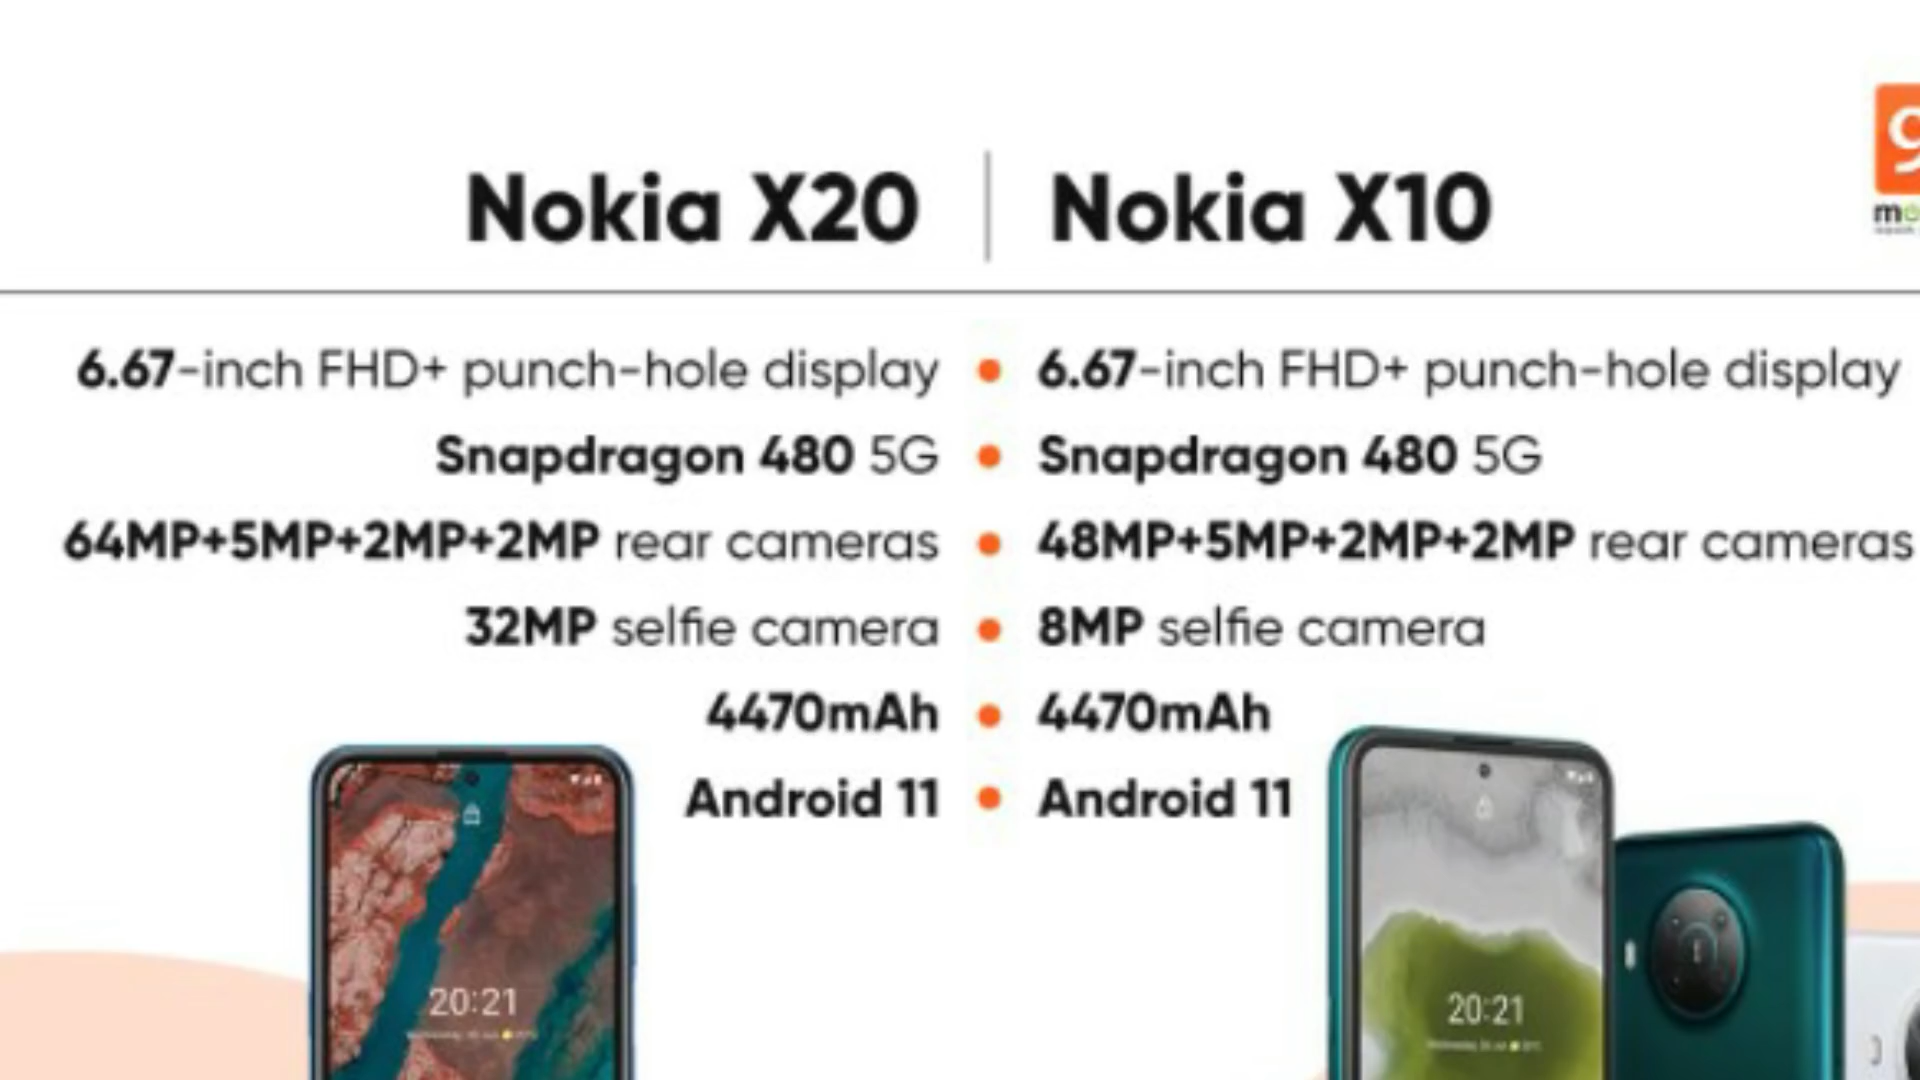 Nokia X20
Nokia X10
6.67-inch FHD+ punch-hole display
6.67-inch FHD+ punch-hole display
Snapdragon 480 5G
Snapdragon 480 5G
64MP+5MP+2MP+2MP rear cameras
48MP+5MP+2MP+2MP rear cameras
32MP selfie camera
8MP selfie camera
4470mAh
4470mAh
Android 11
Android 11
9
20:21
20:21